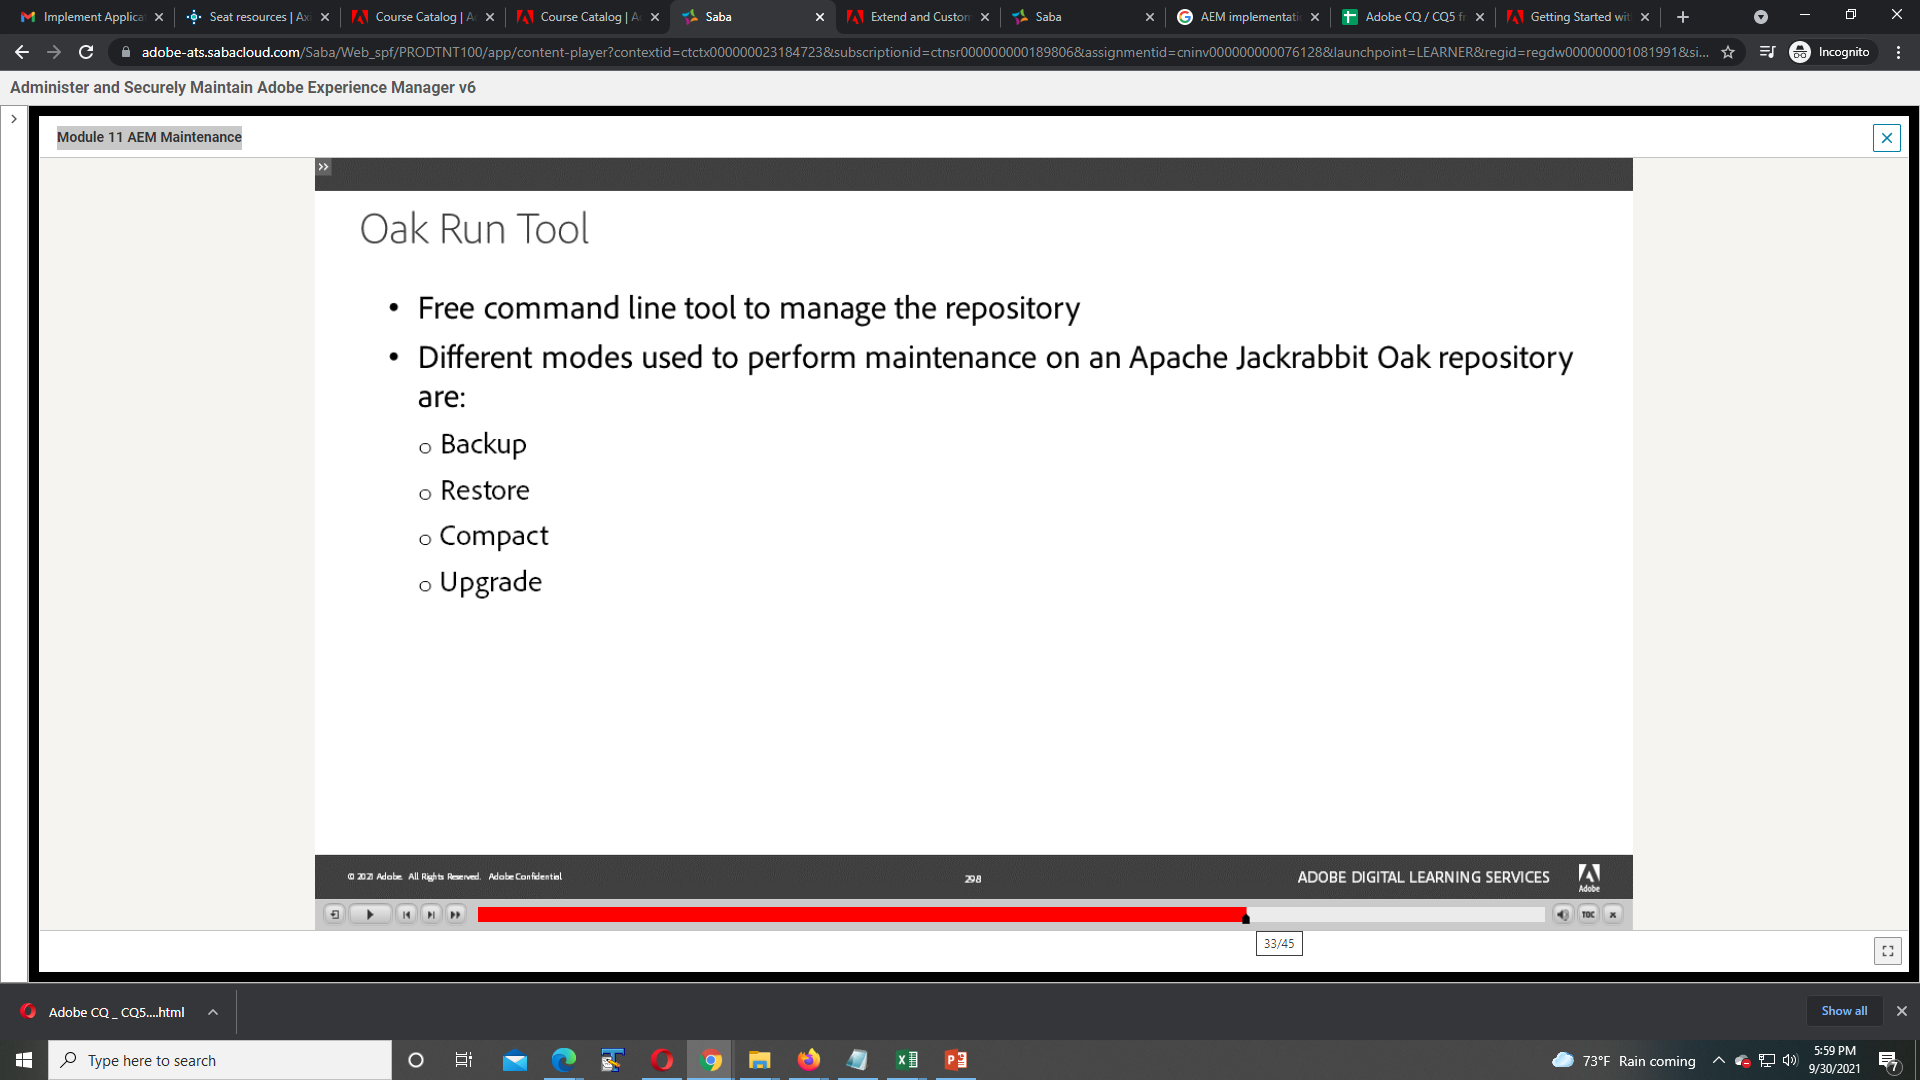 Implement Applica
Seat resources | Ax
Course Catalog | A
Course Catalog | A
Saba
Extend and Custom
Saba
AEM implementati
Adobe CQ / CQ5 fr
Getting Started wit
adobe-ats.sabacloud.com/Saba/Web_spf/PRODTNT100/app/content-player?contextid=ctctx000000023184723&subscriptionid=ctnsr000000000189806&assignmentid=cninv000000000076128&launchpoint=LEARNER&regid=regdw000000001081991&si...
Incognito
Administer and Securely Maintain Adobe Experience Manager v6
Module 11 AEM Maintenance
Oak Run Tool
• Free command line tool to manage the repository
• Different modes used to perform maintenance on an Apache Jackrabbit Oak repository
are:
o Backup
o Restore
o Compact
o Upgrade
© 2021 Adobe. All Rights Reserved. Adobe Confidential
298
ADOBE DIGITAL LEARNING SERVICES
Adobe
TOC
33/45
Adobe CQ _ CQ5....html
Show all
Type here to search
73°F Rain coming
5:59 PM
9/30/2021
7